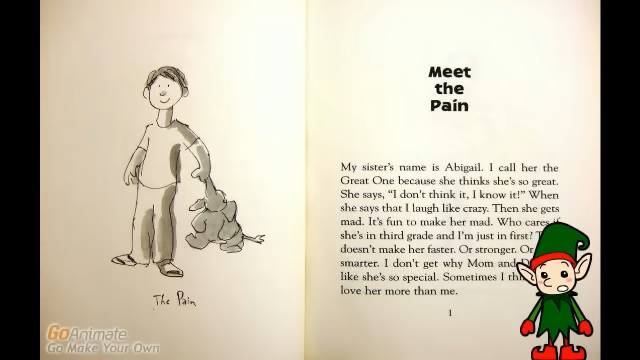 The Pain
GoAnimate
Go Make Your Own
Meet
the
Pain
My sister's name is Abigail. I call her the
Great One because she thinks she's so great.
She says, "I don't think it, I know it!" When
she says that I laugh like crazy. Then she gets
mad. It's fun to make her mad. Who cares if
she's in third grade and I'm just in first?
doesn't make her faster. Or stronger. Or
smarter. I don't get why Mom and
like she's so special. Sometimes I
love her more than me.
1